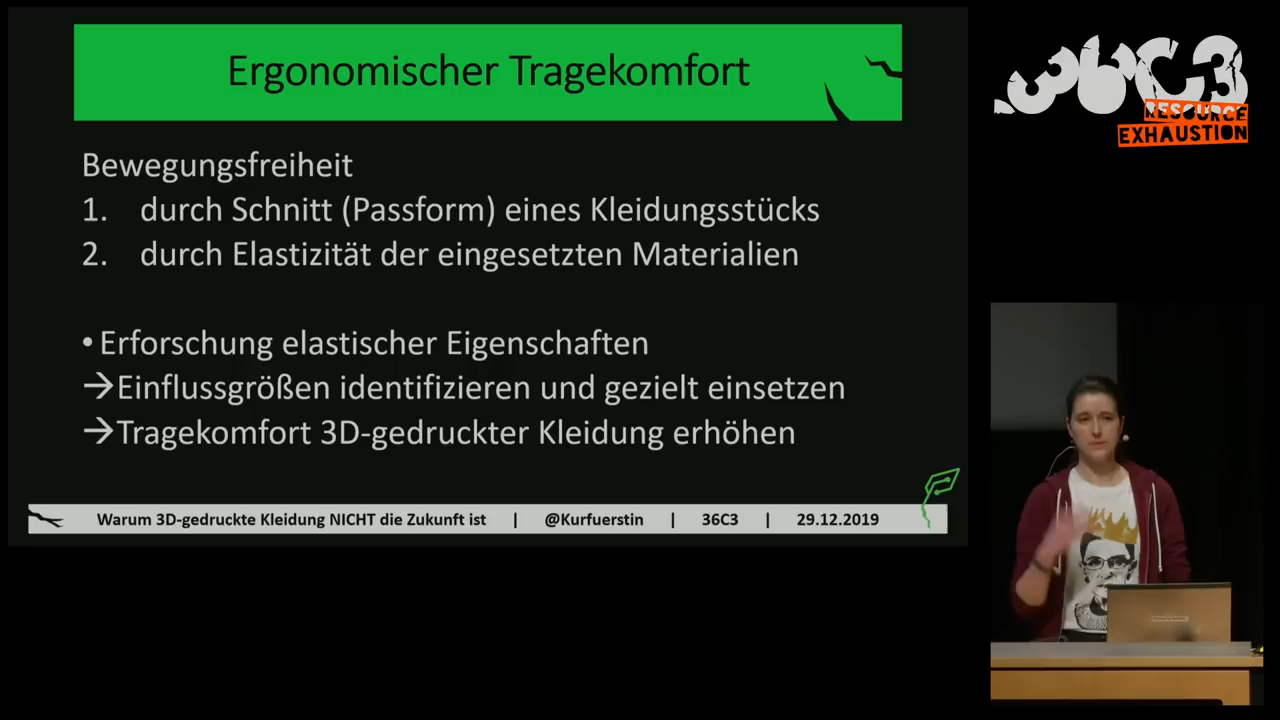 Ergonomischer Tragekomfort
Bewegungsfreiheit
1. durch Schnitt (Passform) eines Kleidungsstücks
2. durch Elastizität der eingesetzten Materialien
• Erforschung elastischer Eigenschaften
→Einflussgrößen identifizieren und gezielt einsetzen
→Tragekomfort 3D-gedruckter Kleidung erhöhen
Warum 3D-gedruckte Kleidung NICHT die Zukunft ist | @Kurfuerstin | 36C3 | 29.12.2019
36C3
RESOURCE
EXHAUSTION